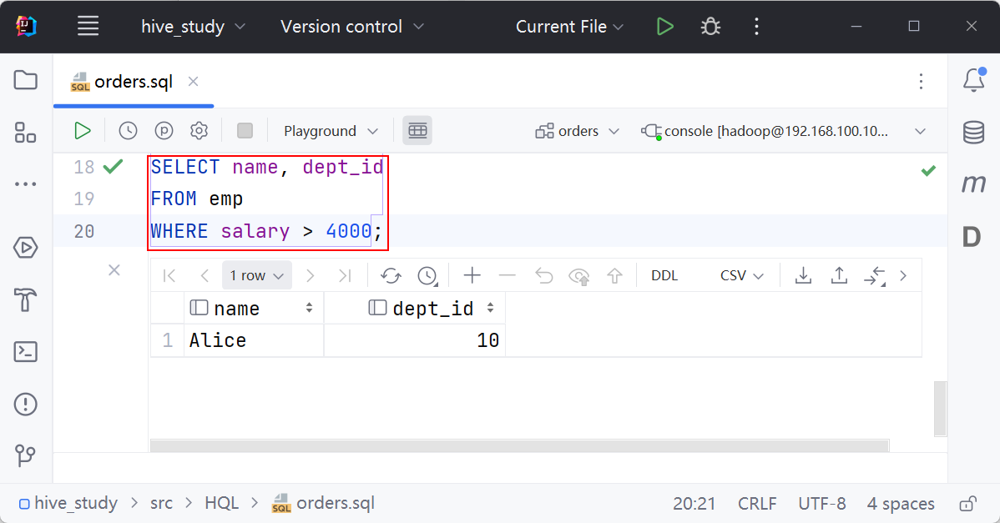 hive_study Version control Current File
orders.sql
Playground orders console [hadoop@192.168.100.10...
18 SELECT name, dept_id
19 FROM emp
20 WHERE salary > 4000;
1 row DDL CSV
name dept_id
1 Alice 10
hive_study > src > HQL > orders.sql 20:21 CRLF UTF-8 4 spaces